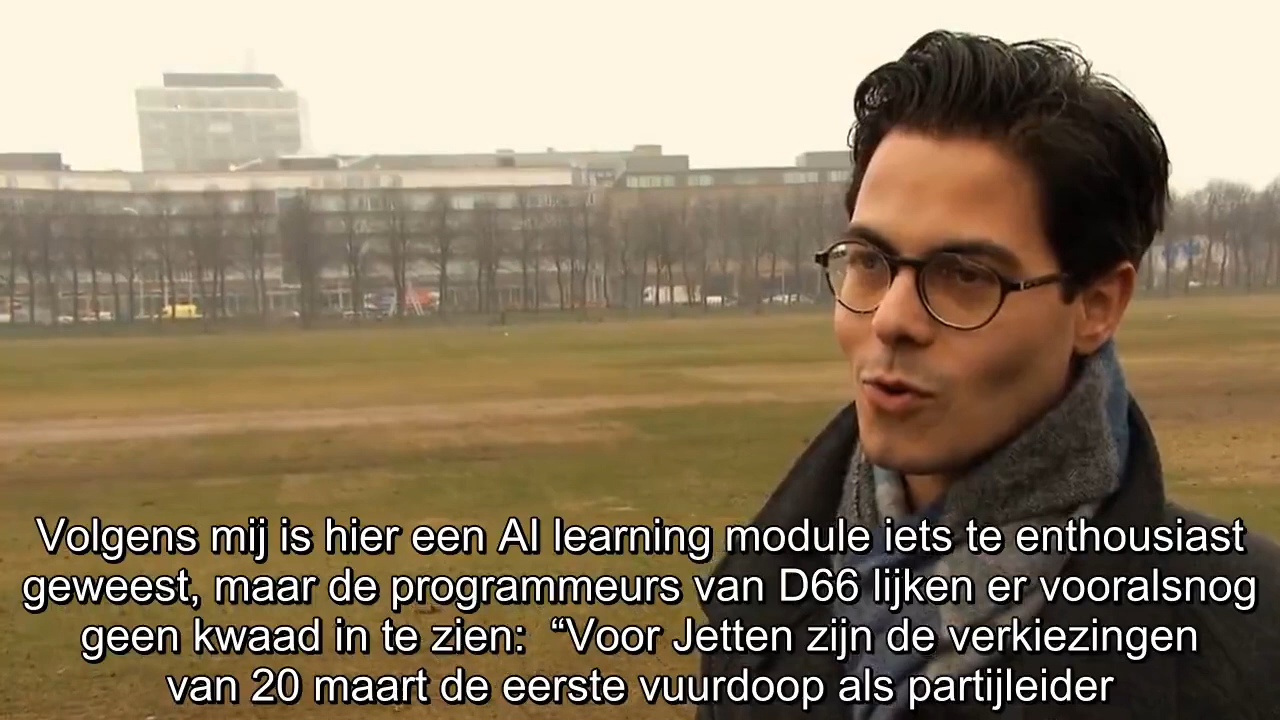 Volgens mij is hier een AI learning module iets te enthousiast
geweest, maar de programmeurs van D66 lijken er vooralsnog
geen kwaad in te zien:  “Voor Jetten zijn de verkiezingen
van 20 maart de eerste vuurdoop als partijleider